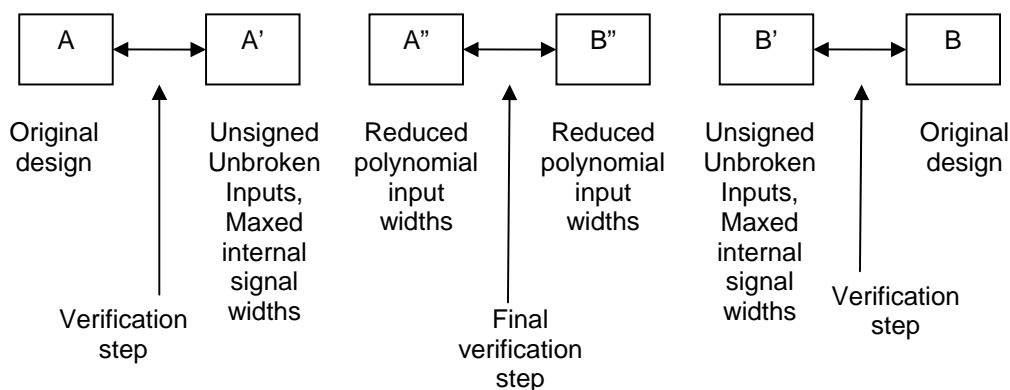 A
A’
A”
B”
B’
B
Original
design
Unsigned
Unbroken
Inputs,
Maxed
internal
signal
widths
Reduced
polynomial
input
widths
Reduced
polynomial
input
widths
Unsigned
Unbroken
Inputs,
Maxed
internal
signal
widths
Original
design
Verification
step
Final
verification
step
Verification
step